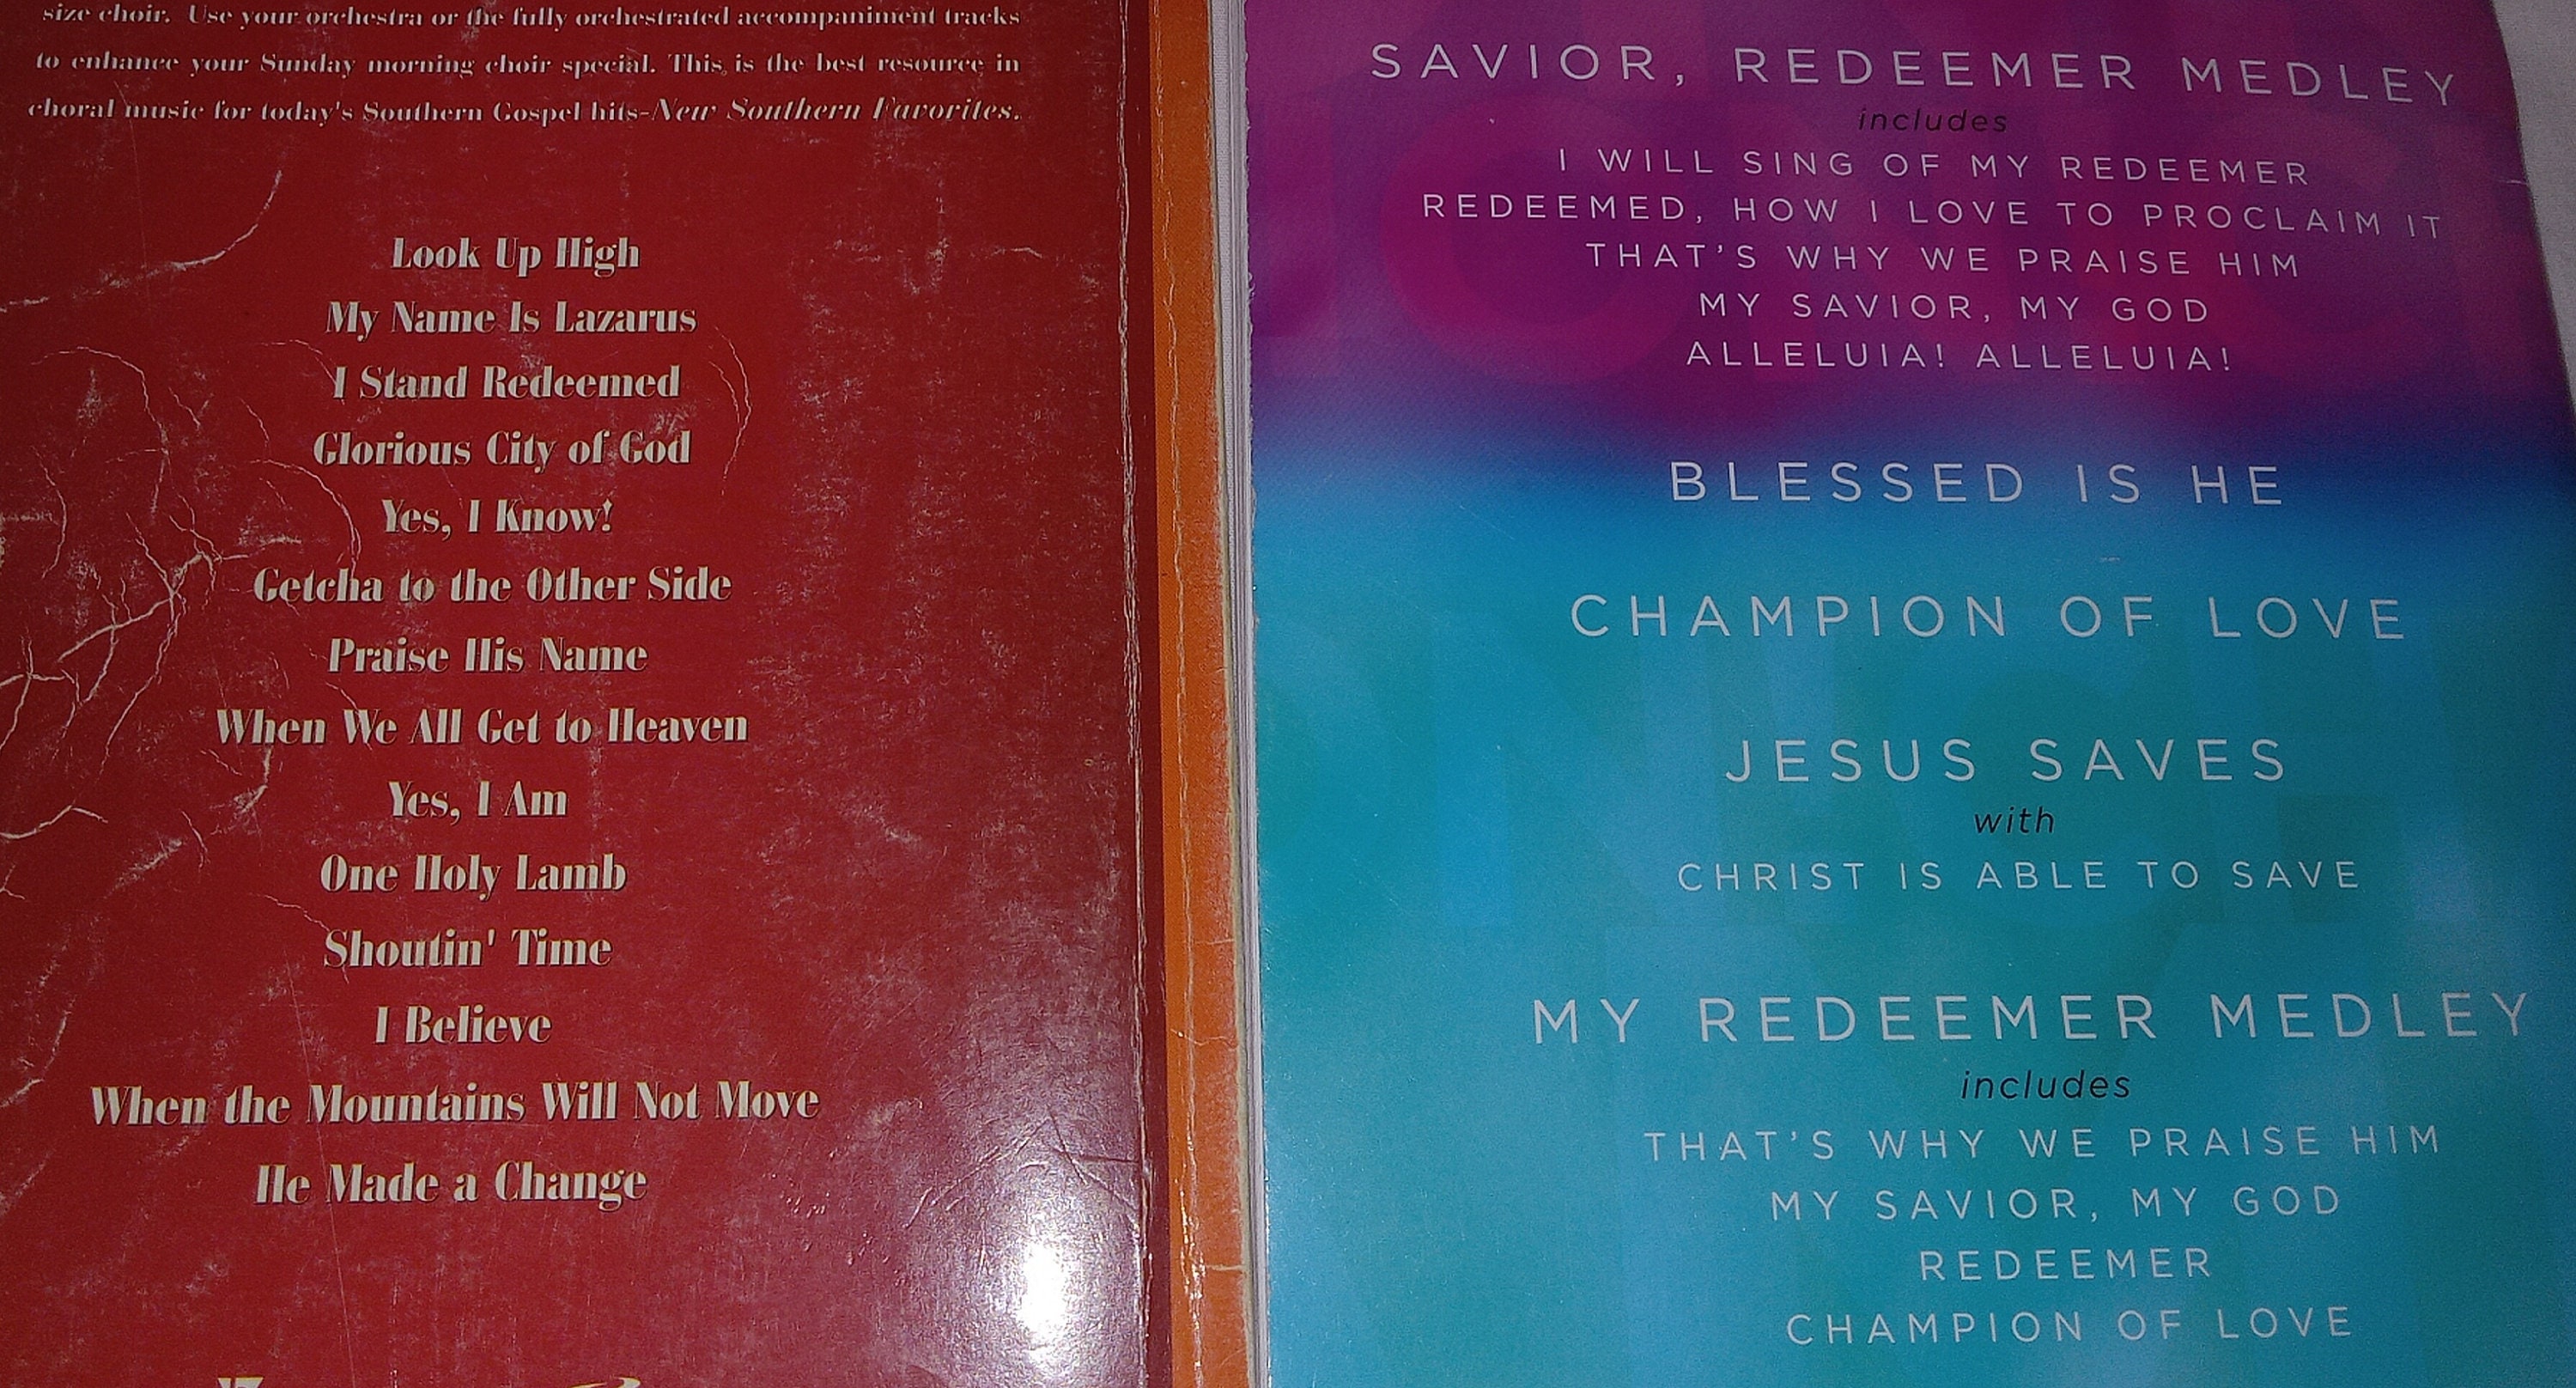 size choir. Use your orchestra or the fully orchestrated accompaniment tracks
to enhance your Sunday morning choir special. This is the best resource in
choral music for today's Southern Gospel hits-New Southern Favorites.
Look Up High
My Name Is Lazarus
I Stand Redeemed
Glorious City of God
Yes, I Know!
Getcha to the Other Side
Praise His Name
When We All Get to Heaven
Yes, I Am
One Holy Lamb
Shoutin' Time
I Believe
When the Mountains Will Not Move
He Made a Change
SAVIOR, REDEEMER MEDLEY
includes
I WILL SING OF MY REDEEMER
REDEEMED, HOW I LOVE TO PROCLAIM IT
THAT'S WHY WE PRAISE HIM
MY SAVIOR, MY GOD
ALLELUIA! ALLELUIA!
BLESSED IS HE
CHAMPION OF LOVE
JESUS SAVES
with
CHRIST IS ABLE TO SAVE
MY REDEEMER MEDLEY
includes
THAT'S WHY WE PRAISE HIM
MY SAVIOR, MY GOD
REDEEMER
CHAMPION OF LOVE